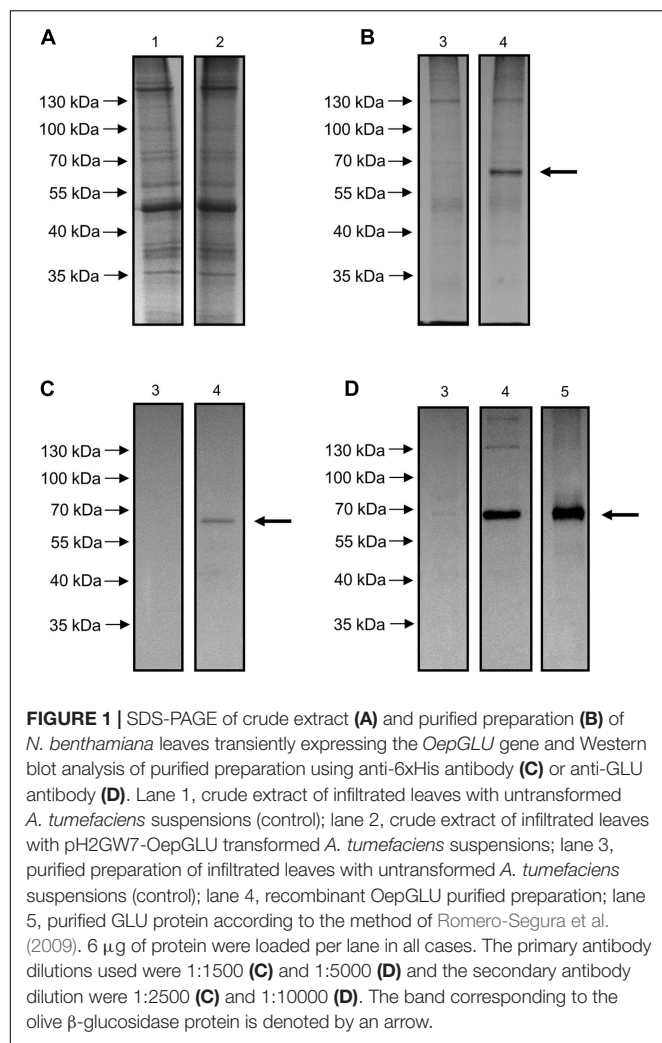 A
B
1 2
3 4
130 kDa
100 kDa
70 kDa
55 kDa
40 kDa
35 kDa
130 kDa
100 kDa
70 kDa
55 kDa
40 kDa
35 kDa
C
D
3 4
3 4 5
130 kDa
100 kDa
70 kDa
55 kDa
40 kDa
35 kDa
130 kDa
100 kDa
70 kDa
55 kDa
40 kDa
35 kDa
FIGURE 1 | SDS-PAGE of crude extract (A) and purified preparation (B) of
N. benthamiana leaves transiently expressing the OepGLU gene and Western
blot analysis of purified preparation using anti-6xHis antibody (C) or anti-GLU
antibody (D). Lane 1, crude extract of infiltrated leaves with untransformed
A. tumefaciens suspensions (control); lane 2, crude extract of infiltrated leaves
with pH2GW7-OepGLU transformed A. tumefaciens suspensions; lane 3,
purified preparation of infiltrated leaves with untransformed A. tumefaciens
suspensions (control); lane 4, recombinant OepGLU purified preparation; lane
5, purified GLU protein according to the method of Romero-Segura et al.
(2009). 6 μg of protein were loaded per lane in all cases. The primary antibody
dilutions used were 1:1500 (C) and 1:5000 (D) and the secondary antibody
dilution were 1:2500 (C) and 1:10000 (D). The band corresponding to the
olive β-glucosidase protein is denoted by an arrow.